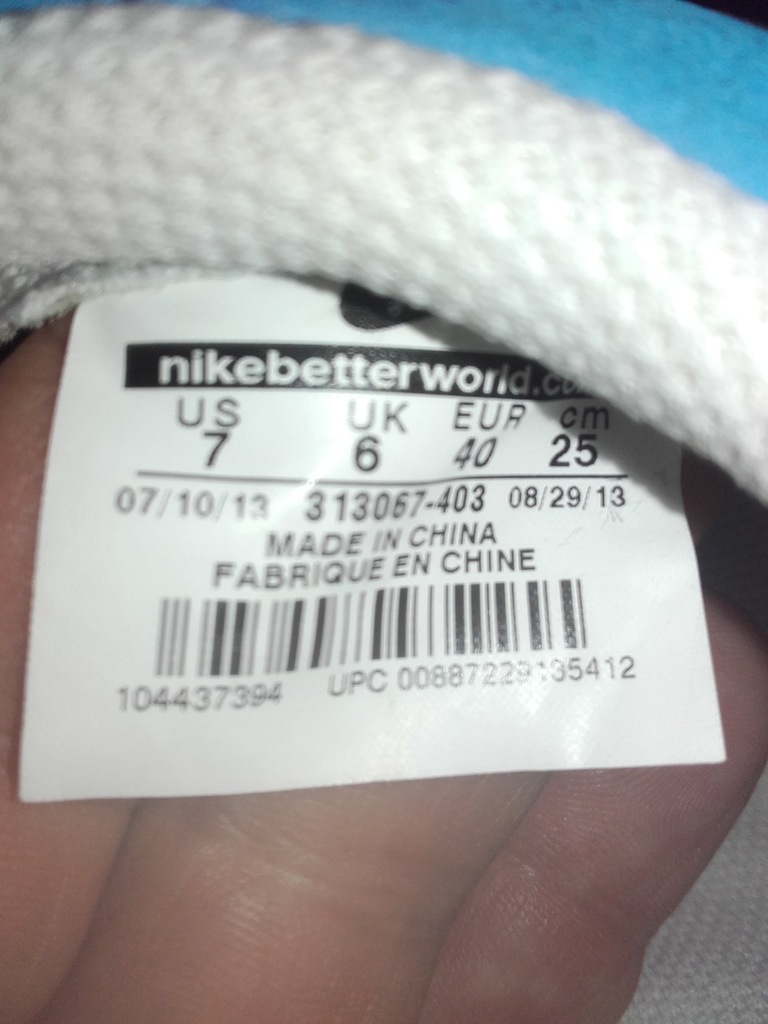 nikebetterworld.com
US UK EUR cm
7 6 40 25
07/10/13 313067-403 08/29/13
MADE IN CHINA
FABRIQUE EN CHINE
104437394 UPC 00887229135412